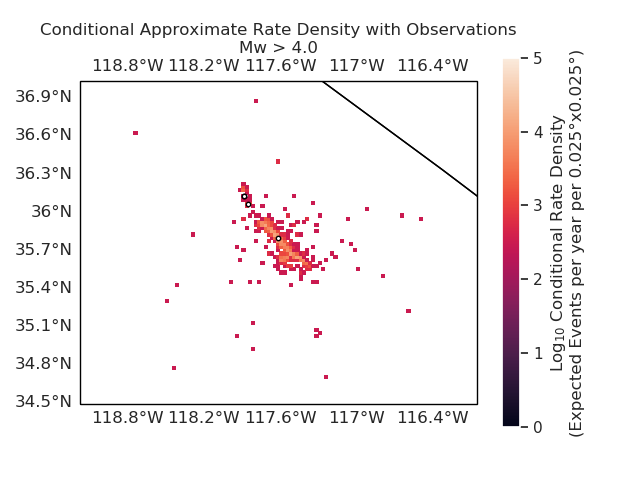 Conditional Approximate Rate Density with Observations
Mw > 4.0
118.8°W 118.2°W 117.6°W 117°W 116.4°W
36.9°N
36.6°N
36.3°N
36°N
35.7°N
35.4°N
35.1°N
34.8°N
34.5°N
118.8°W 118.2°W 117.6°W 117°W 116.4°W
5
4
3
2
1
0
Log₁₀ Conditional Rate Density
(Expected Events per year per 0.025°x0.025°)